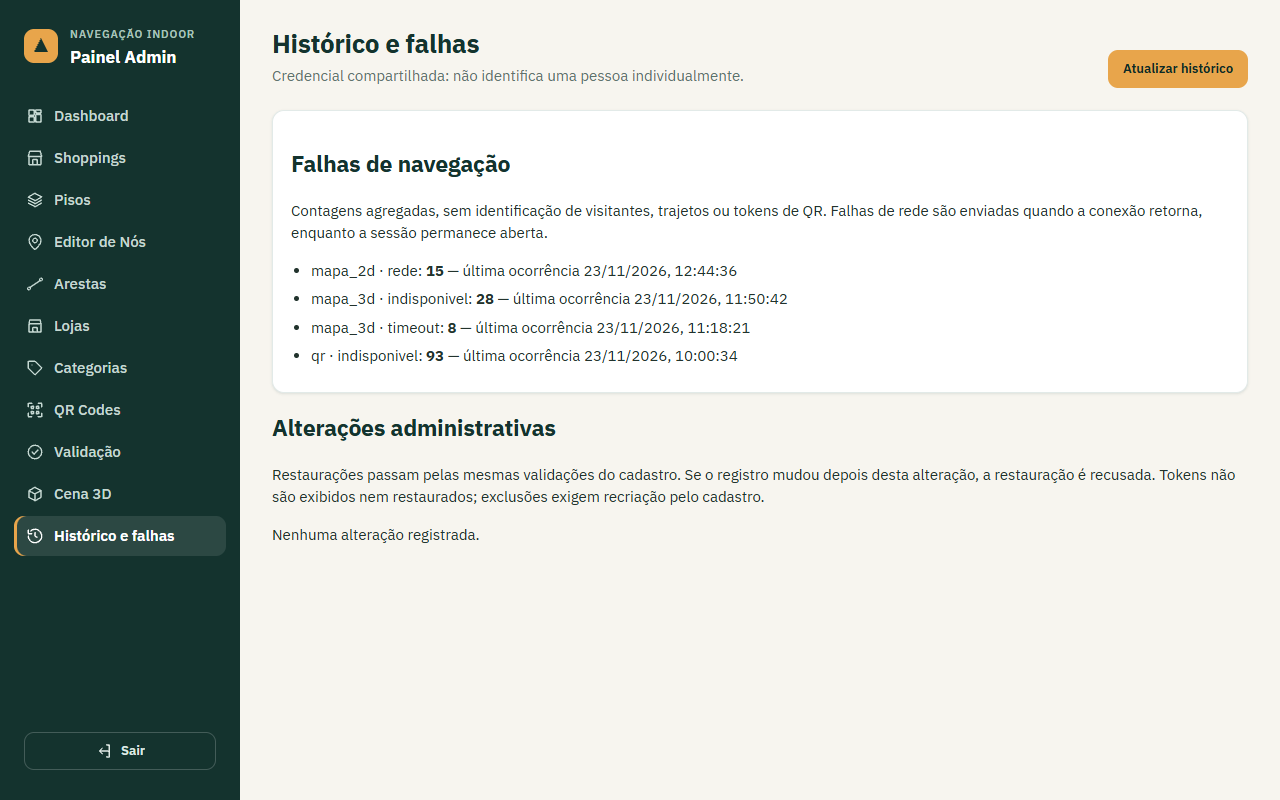 NAVEGAÇÃO INDOOR
Painel Admin
Dashboard
Shoppings
Pisos
Editor de Nós
Arestas
Lojas
Categorias
QR Codes
Validação
Cena 3D
Histórico e falhas
Sair
Histórico e falhas
Credencial compartilhada: não identifica uma pessoa individualmente.
Atualizar histórico
Falhas de navegação
Contagens agregadas, sem identificação de visitantes, trajetos ou tokens de QR. Falhas de rede são enviadas quando a conexão retorna,
enquanto a sessão permanece aberta.
• mapa_2d · rede: 15 — última ocorrência 23/11/2026, 12:44:36
• mapa_3d · indisponivel: 28 — última ocorrência 23/11/2026, 11:50:42
• mapa_3d · timeout: 8 — última ocorrência 23/11/2026, 11:18:21
• qr · indisponivel: 93 — última ocorrência 23/11/2026, 10:00:34
Alterações administrativas
Restaurações passam pelas mesmas validações do cadastro. Se o registro mudou depois desta alteração, a restauração é recusada. Tokens não
são exibidos nem restaurados; exclusões exigem recriação pelo cadastro.
Nenhuma alteração registrada.